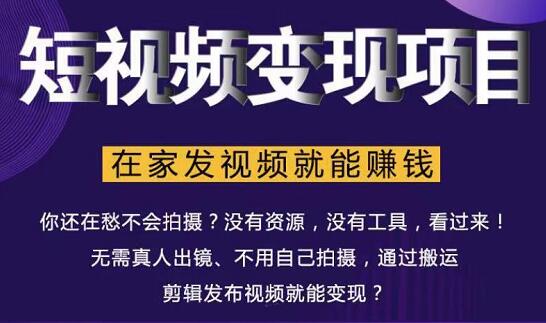 短视频变现项目
在家发视频就能赚钱
你还在愁不会拍摄？没有资源，没有工具，看过来！
无需真人出镜、不用自己拍摄，通过搬运
剪辑发布视频就能变现？